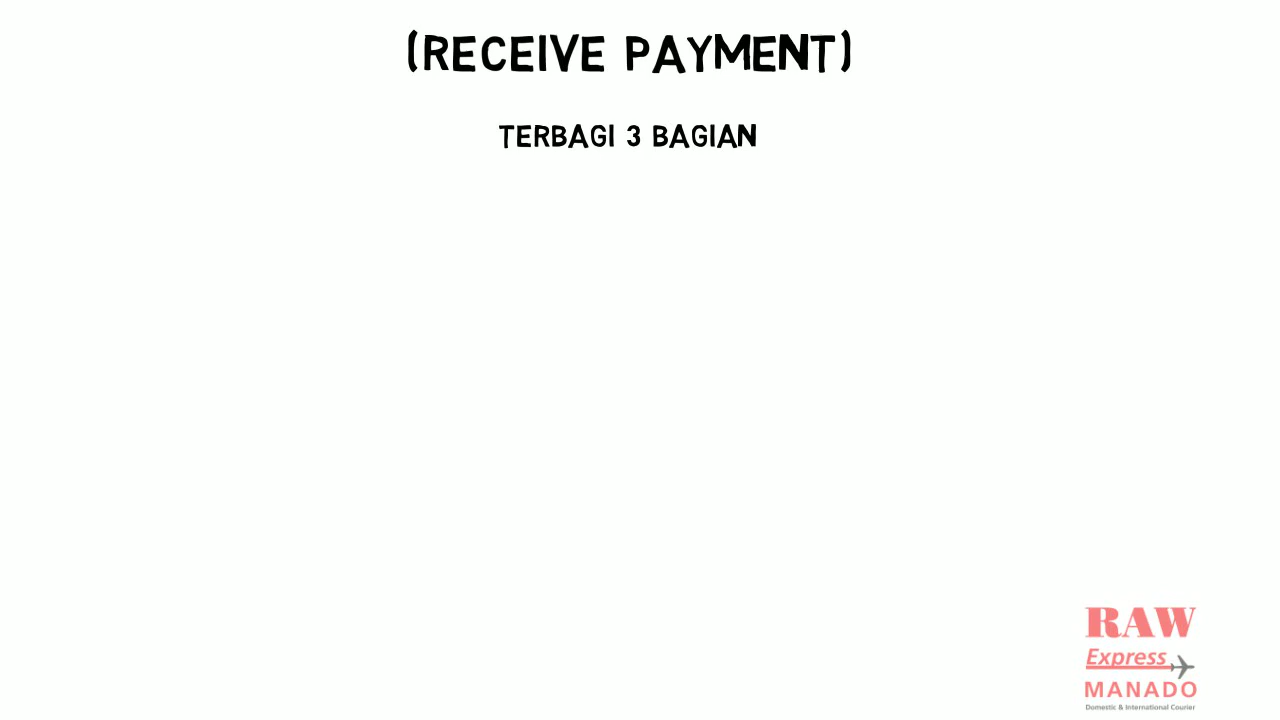 (RECEIVE PAYMENT)
TERBAGI 3 BAGIAN
RAW
Express
MANADO
Domestic & International Courier